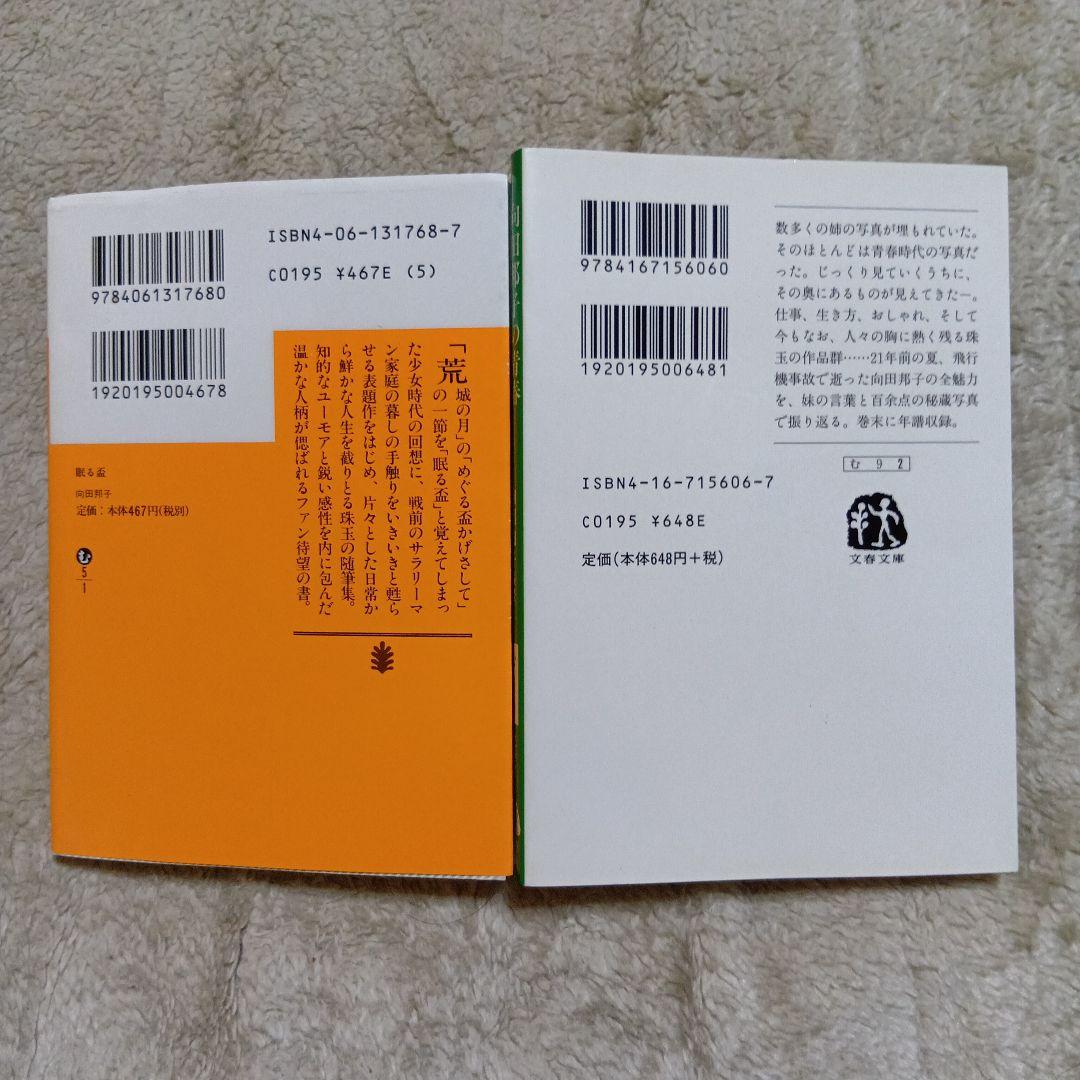 ISBN4-06-131768-7
C0195 ¥467E (5)
9784061317680
1920195004678
「荒城の月」の「めぐる盃かげさして」
の一節を「眠る盃」と覚えてしまっ
た少女時代の回想に、戦前のサラリーマ
ン家庭の暮しの手触りをいきいきと甦ら
せる表題作をはじめ、片々とした日常か
ら鮮かな人生を截りとる珠玉の随筆集。
知的なユーモアと鋭い感性を内に包んだ
温かな人柄が偲ばれるファン待望の書。
眠る盃
向田邦子
定価:本体467円(税別)
む
5
1
向田邦子の青春
9784167156060
1920195006481
数多くの姉の写真が埋もれていた。
そのほとんどは青春時代の写真だ
った。じっくり見ていくうちに、
その奥にあるものが見えてきた―。
仕事、生き方、おしゃれ、そして
今もなお、人々の胸に熱く残る珠
玉の作品群……21年前の夏、飛行
機事故で逝った向田邦子の全魅力
を、妹の言葉と百余点の秘蔵写真
で振り返る。巻末に年譜収録。
む 9 2
ISBN4-16-715606-7
C0195 ¥648E
定価(本体648円+税)
文春文庫